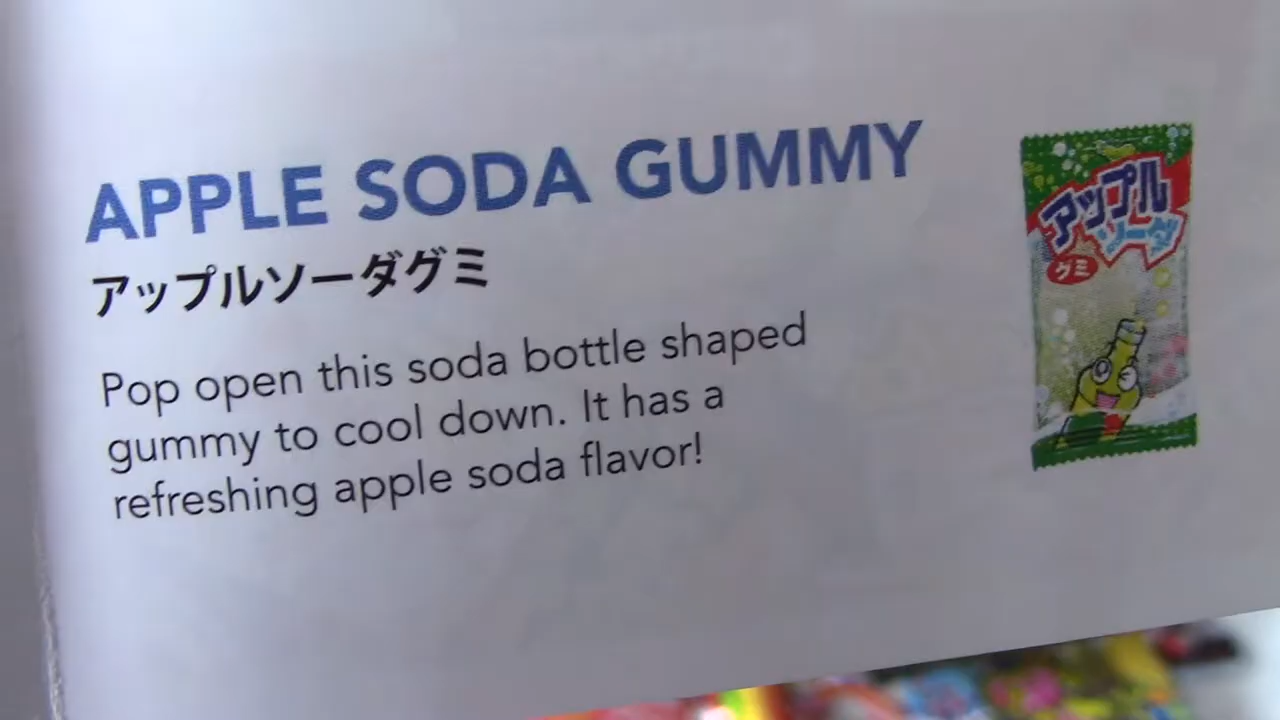 APPLE SODA GUMMY
アップルソーダグミ
Pop open this soda bottle shaped
gummy to cool down. It has a
refreshing apple soda flavor!
アップル
ソーダ
グミ